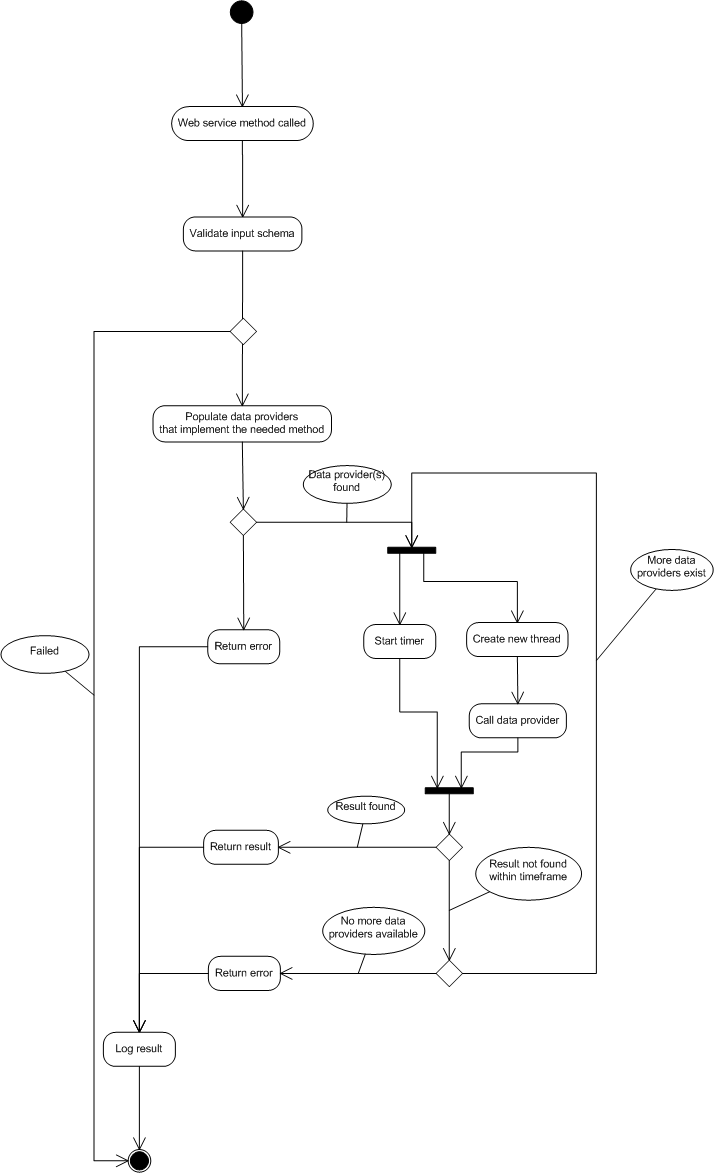 Web service method called
Validate input schema
Populate data providers
that implement the needed method
Data provider(s)
found
More data
providers exist
Failed
Return error
Start timer
Create new thread
Call data provider
Result found
Return result
Result not found
within timeframe
No more data
providers available
Return error
Log result